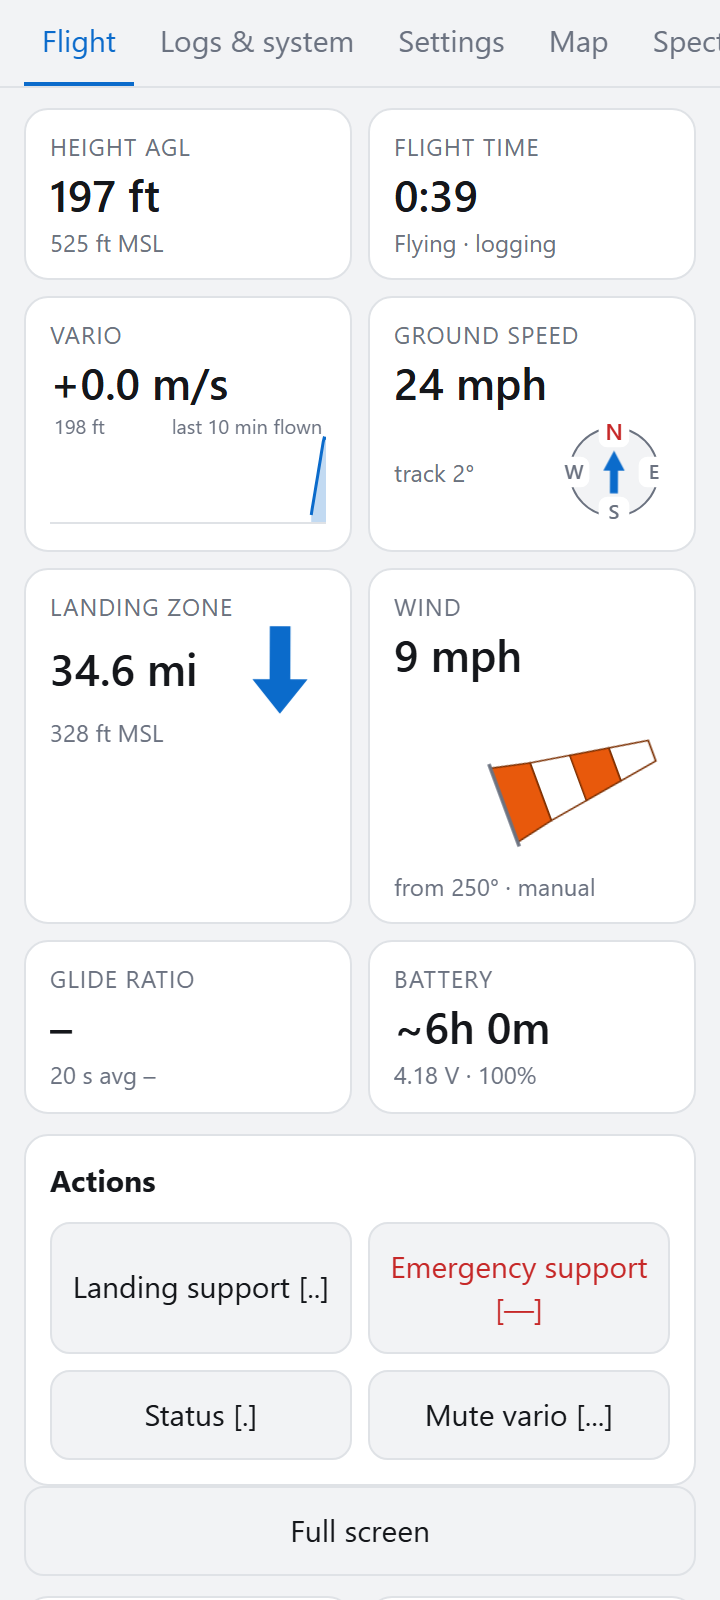 Flight Logs & system Settings Map Spect
HEIGHT AGL
197 ft
525 ft MSL
FLIGHT TIME
0:39
Flying · logging
VARIO
+0.0 m/s
198 ft last 10 min flown
GROUND SPEED
24 mph
track 2°
N
W E
S
LANDING ZONE
34.6 mi
328 ft MSL
WIND
9 mph
from 250° · manual
GLIDE RATIO
–
20 s avg –
BATTERY
~6h 0m
4.18 V · 100%
Actions
Landing support [..]
Emergency support
[—]
Status [.]
Mute vario [...]
Full screen